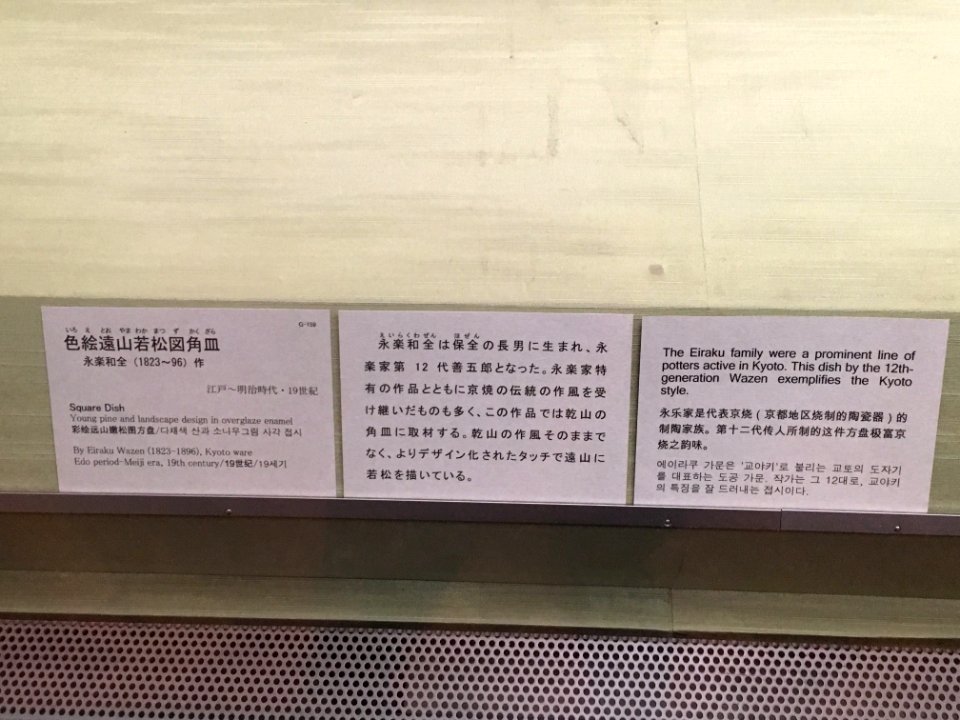 いろ え とお やま わか まつ ず かく ざら
色絵遠山若松図角皿
G-159
永楽和全（1823～96）作
江戸～明治時代・19世紀
Square Dish
Young pine and landscape design in overglaze enamel
彩绘远山嫩松图方盘/다채색 산과 소나무그림 사각 접시
By Eiraku Wazen (1823-1896), Kyoto ware
Edo period-Meiji era, 19th century/19世纪/19세기
えいらくわぜん ほぜん
永楽和全は保全の長男に生まれ、永
楽家第 12 代善五郎となった。永楽家特
有の作品とともに京焼の伝統の作風を受
け継いだものも多く、この作品では乾山の
角皿に取材する。乾山の作風そのままで
なく、よりデザイン化されたタッチで遠山に
若松を描いている。
The Eiraku family were a prominent line of
potters active in Kyoto. This dish by the 12th-
generation Wazen exemplifies the Kyoto
style.
永乐家是代表京烧（京都地区烧制的陶瓷器）的
制陶家族。第十二代传人所制的这件方盘极富京
烧之韵味。
에이라쿠 가문은 '교야키'로 불리는 교토의 도자기
를 대표하는 도공 가문. 작가는 그 12대로, 교야키
의 특징을 잘 드러내는 접시이다.